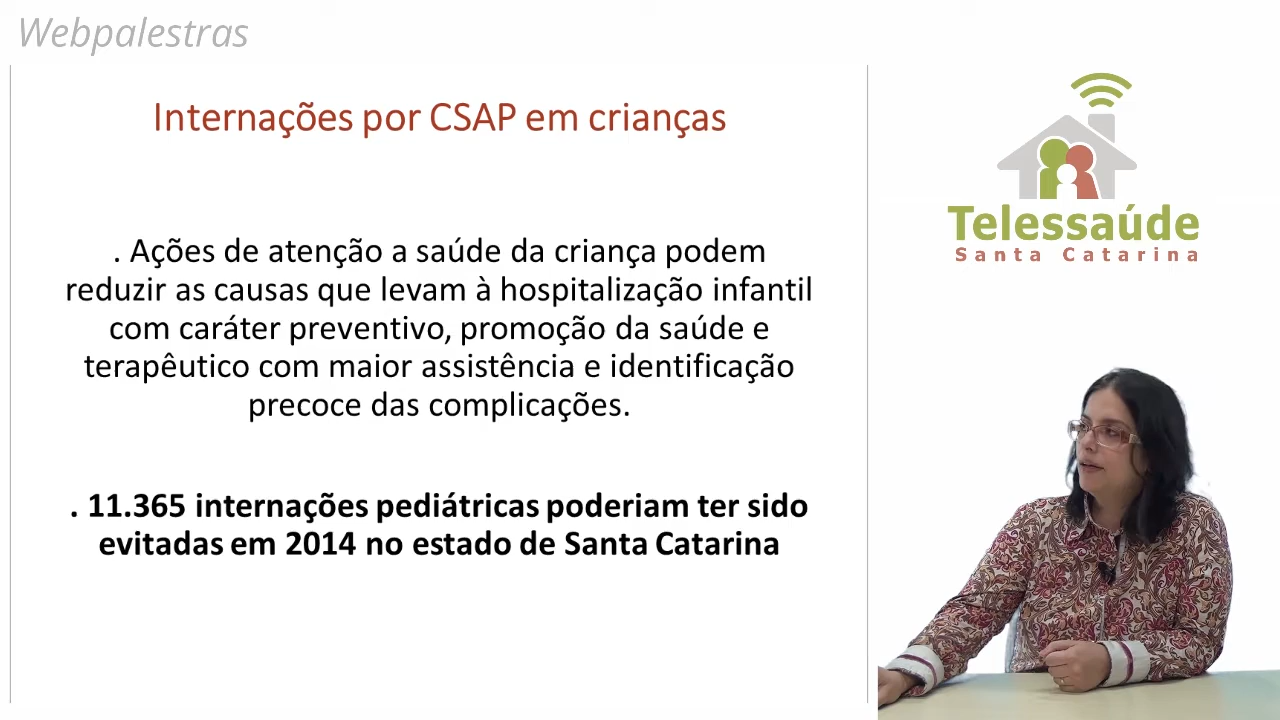 Webpalestras
Internações por CSAP em crianças
. Ações de atenção a saúde da criança podem
reduzir as causas que levam à hospitalização infantil
com caráter preventivo, promoção da saúde e
terapêutico com maior assistência e identificação
precoce das complicações.
. 11.365 internações pediátricas poderiam ter sido
evitadas em 2014 no estado de Santa Catarina
Telessaúde
Santa Catarina